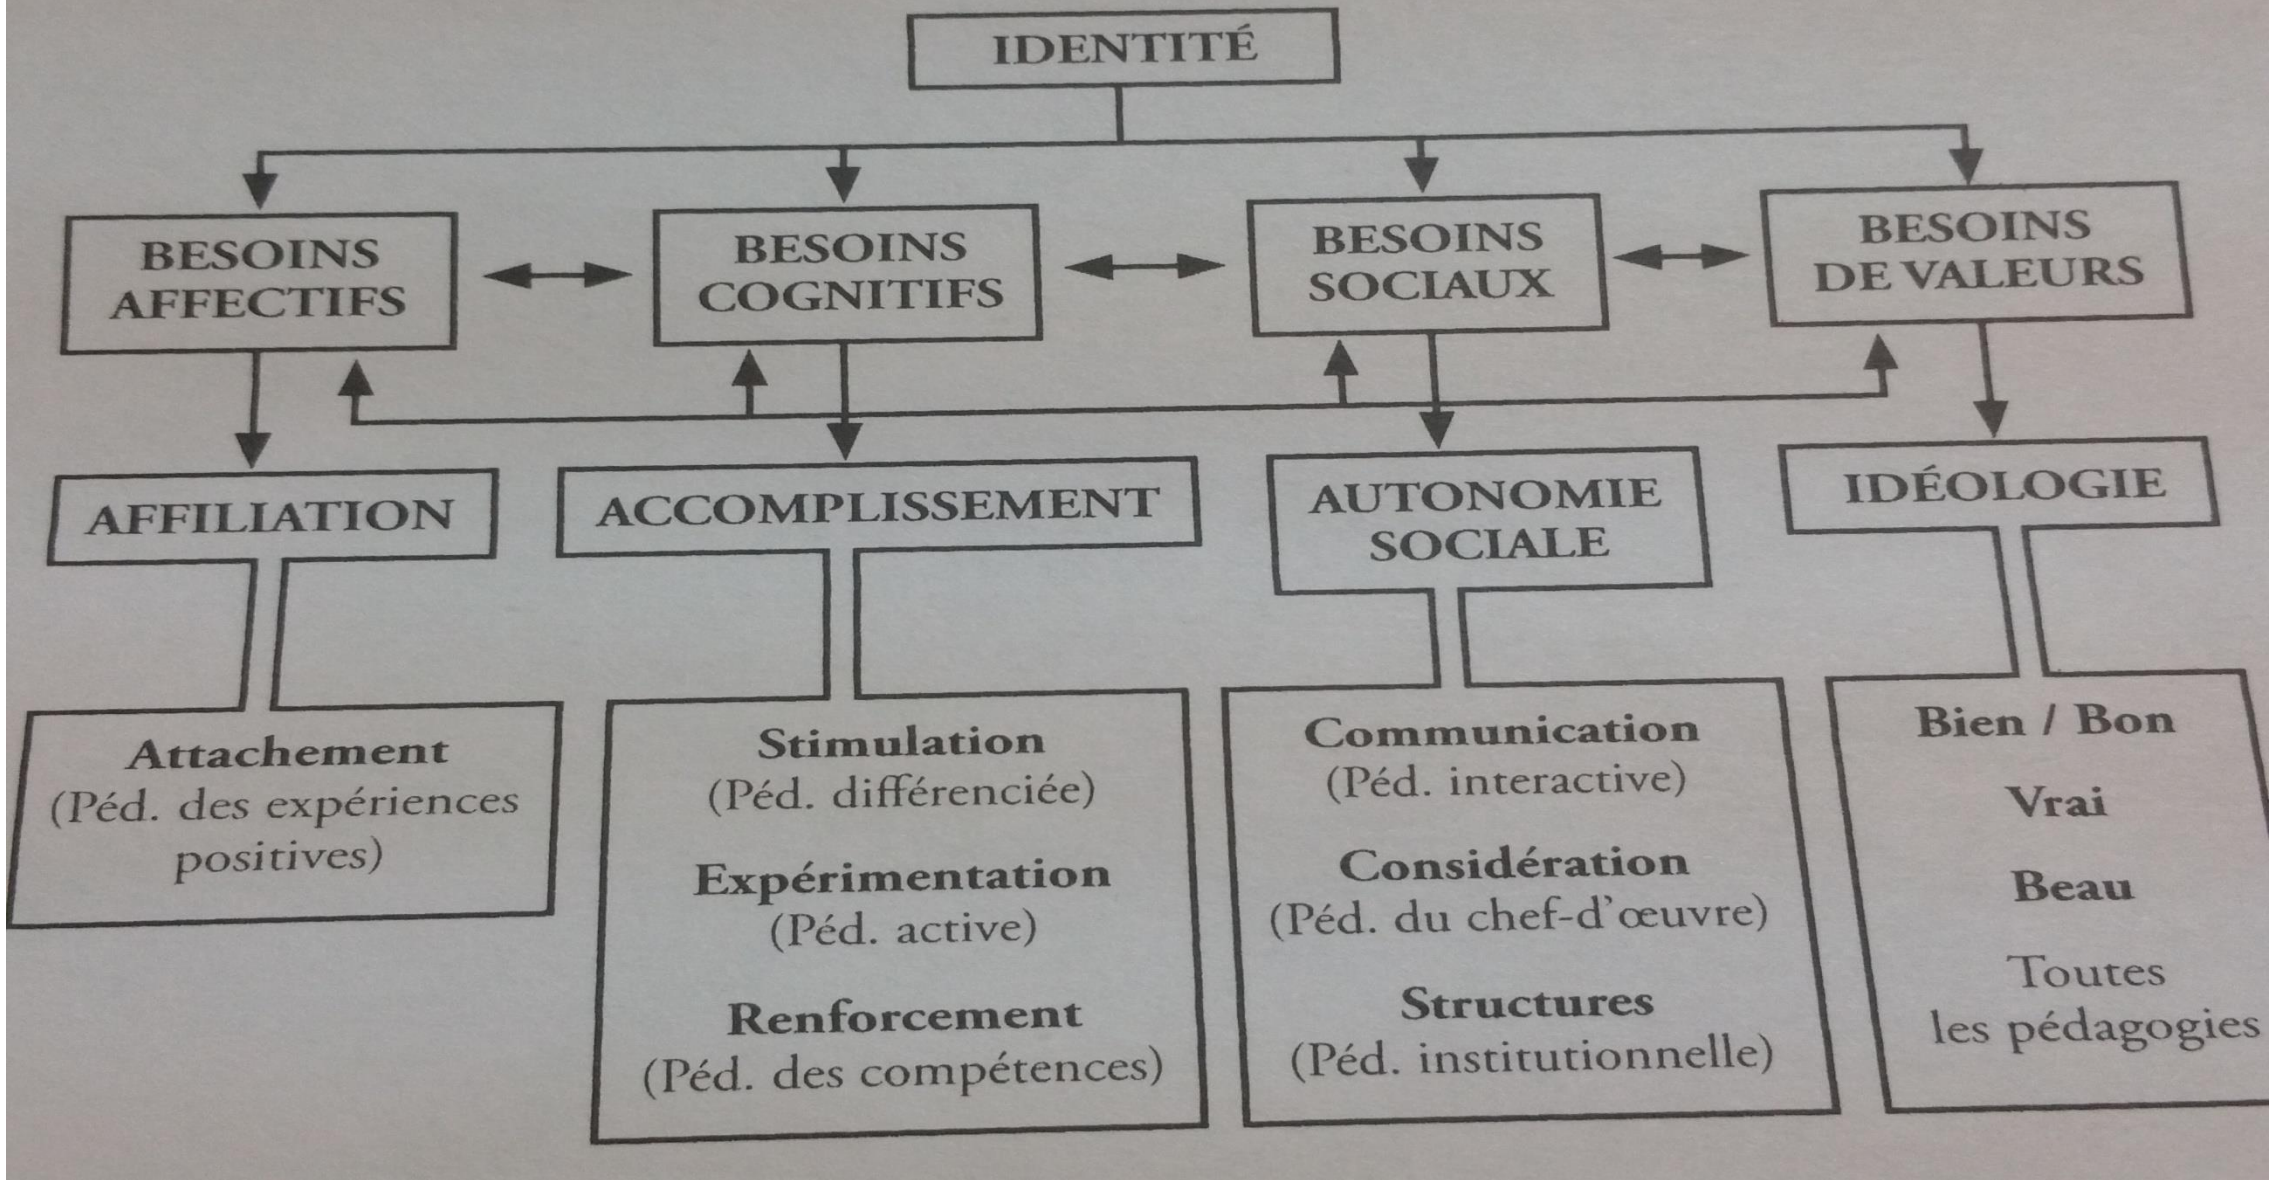 IDENTITÉ
BESOINS
AFFECTIFS
BESOINS
COGNITIFS
BESOINS
SOCIAUX
BESOINS
DE VALEURS
AFFILIATION
ACCOMPLISSEMENT
AUTONOMIE
SOCIALE
IDÉOLOGIE
Attachement
(Péd. des expériences
positives)
Stimulation
(Péd. différenciée)
Expérimentation
(Péd. active)
Renforcement
(Péd. des compétences)
Communication
(Péd. interactive)
Considération
(Péd. du chef-d'œuvre)
Structures
(Péd. institutionnelle)
Bien / Bon
Vrai
Beau
Toutes
les pédagogies